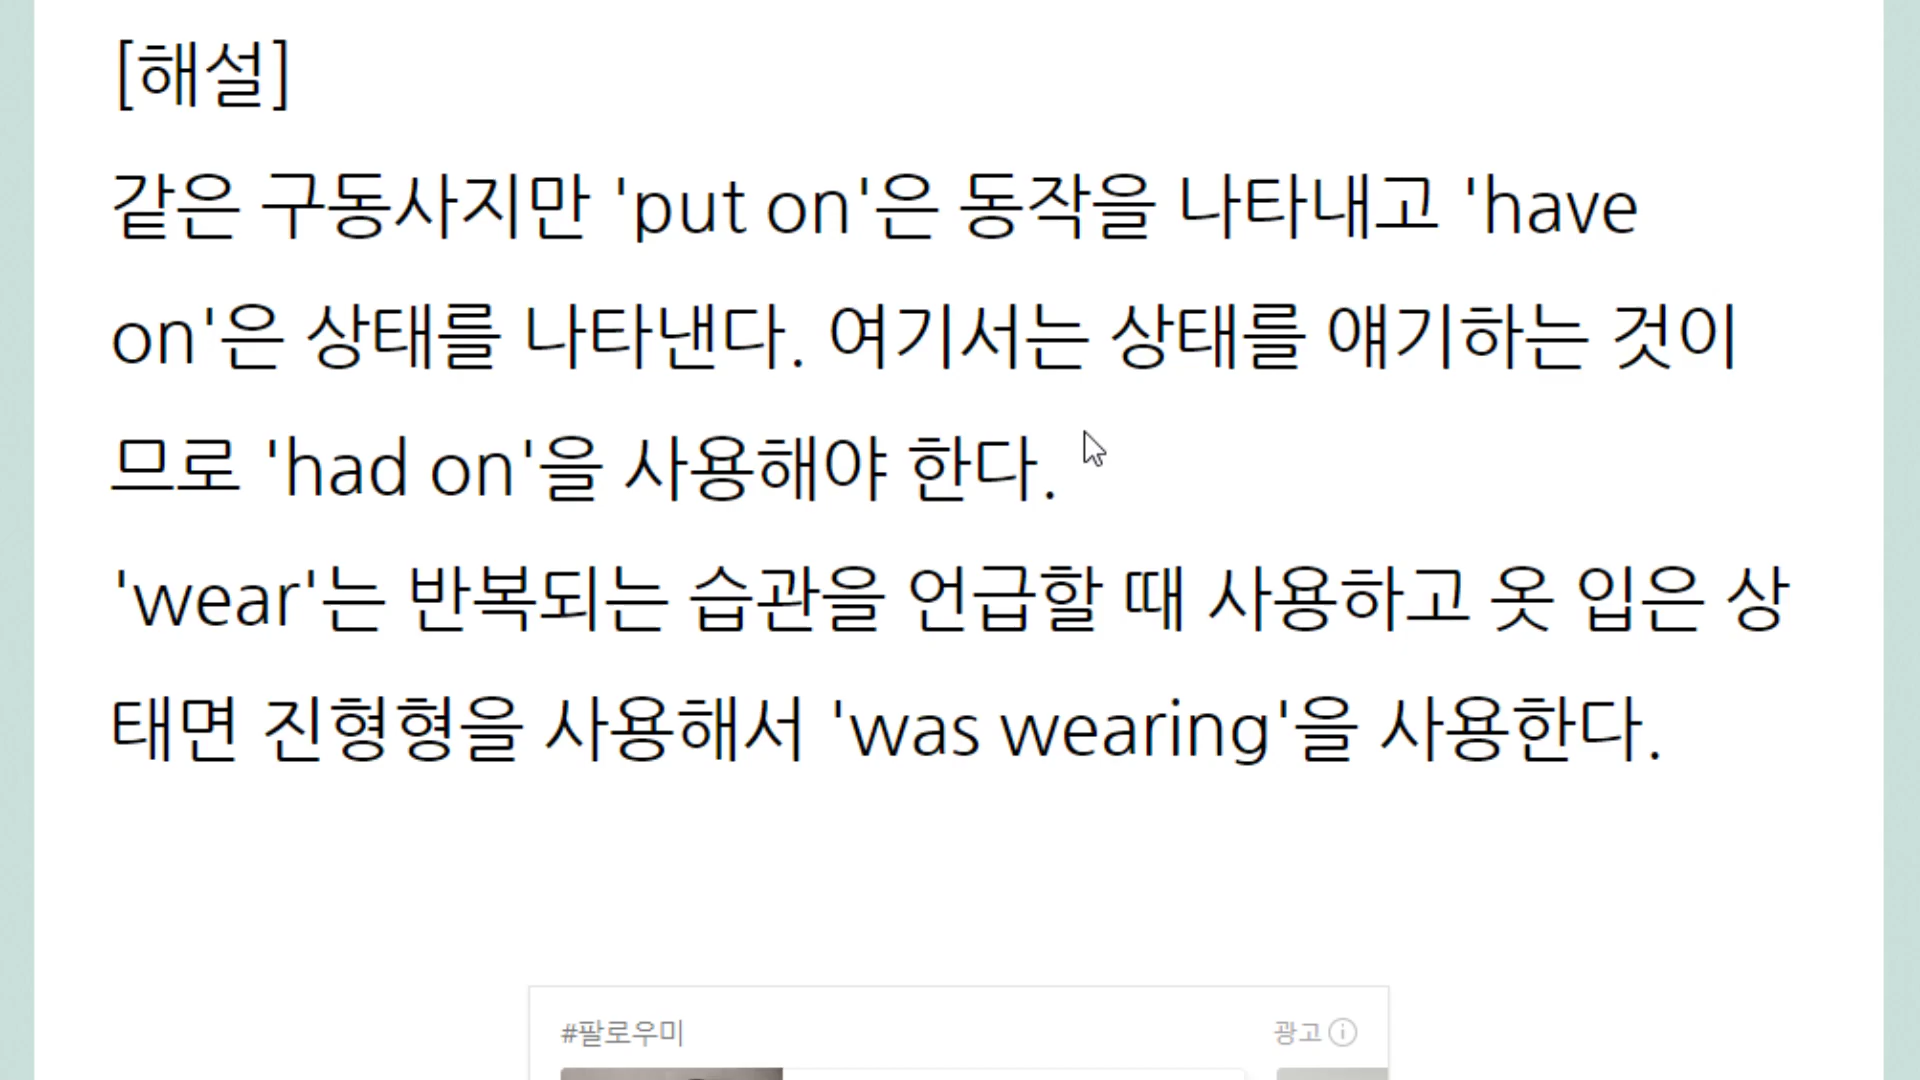 [해설]
같은 구동사지만 'put on'은 동작을 나타내고 'have
on'은 상태를 나타낸다. 여기서는 상태를 얘기하는 것이
므로 'had on'을 사용해야 한다.
'wear'는 반복되는 습관을 언급할 때 사용하고 옷 입은 상
태면 진형형을 사용해서 'was wearing'을 사용한다.
#팔로우미
광고